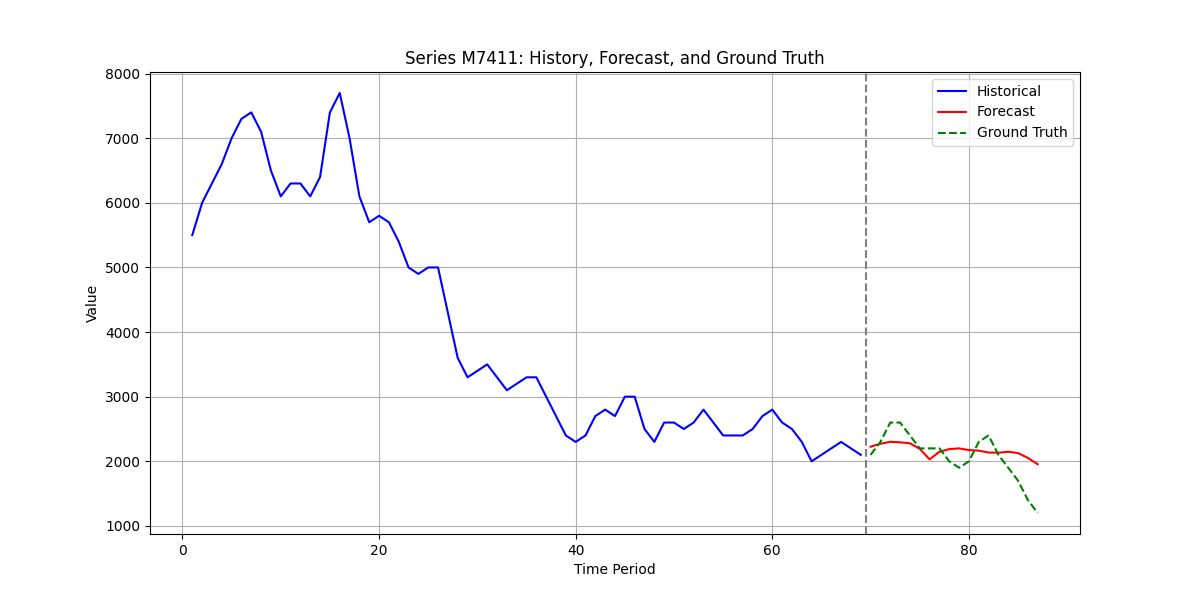 Series M7411: History, Forecast, and Ground Truth
8000
7000
6000
5000
4000
3000
2000
1000
Value
Historical
Forecast
Ground Truth
0
20
40
60
80
Time Period